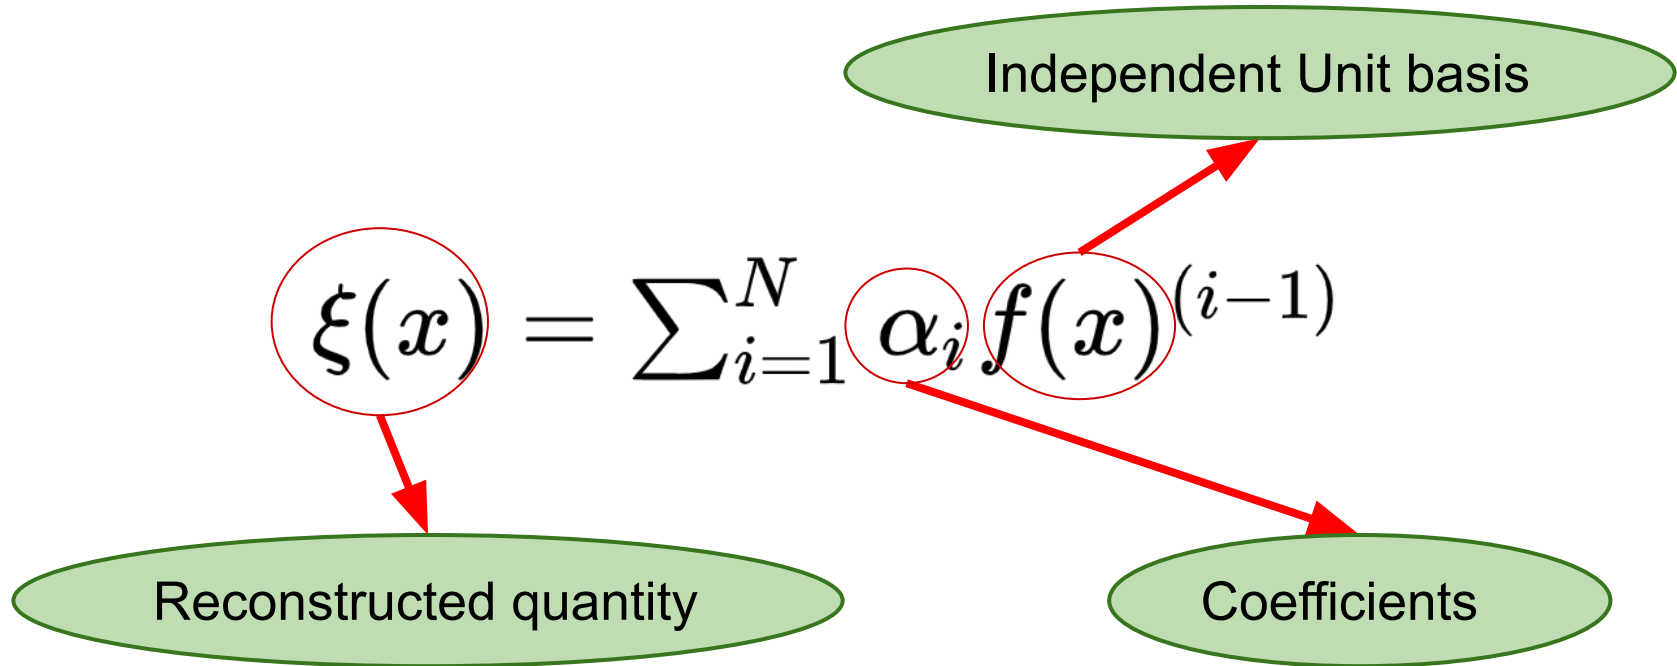 Independent Unit basis
ξ(x) = ∑_{i=1}^{N} α_i f(x)^{(i−1)}
Reconstructed quantity
Coefficients